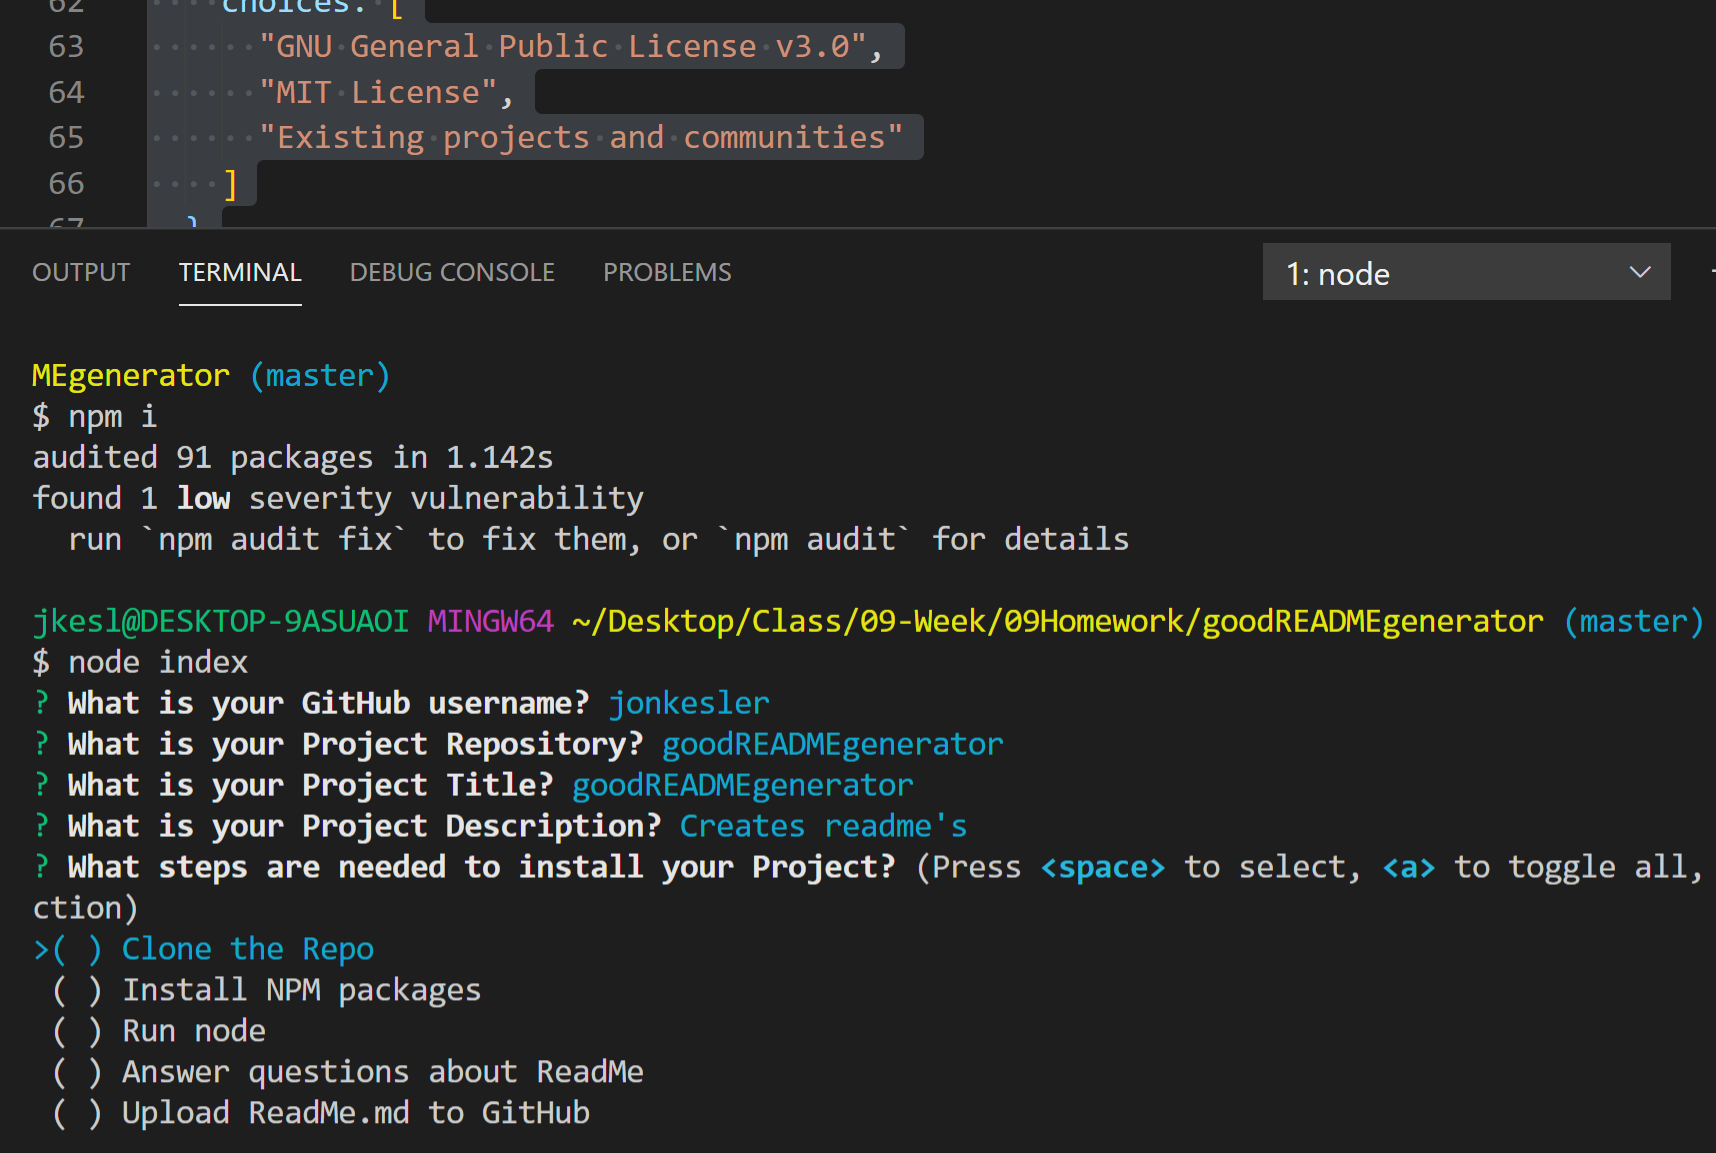 62 choices: [
63 "GNU General Public License v3.0",
64 "MIT License",
65 "Existing projects and communities"
66 ]
67 }
OUTPUT TERMINAL DEBUG CONSOLE PROBLEMS 1: node
MEgenerator (master)
$ npm i
audited 91 packages in 1.142s
found 1 low severity vulnerability
run `npm audit fix` to fix them, or `npm audit` for details
jkesl@DESKTOP-9ASUAOI MINGW64 ~/Desktop/Class/09-Week/09Homework/goodREADMEgenerator (master)
$ node index
? What is your GitHub username? jonkesler
? What is your Project Repository? goodREADMEgenerator
? What is your Project Title? goodREADMEgenerator
? What is your Project Description? Creates readme's
? What steps are needed to install your Project? (Press <space> to select, <a> to toggle all,
ction)
>( ) Clone the Repo
( ) Install NPM packages
( ) Run node
( ) Answer questions about ReadMe
( ) Upload ReadMe.md to GitHub